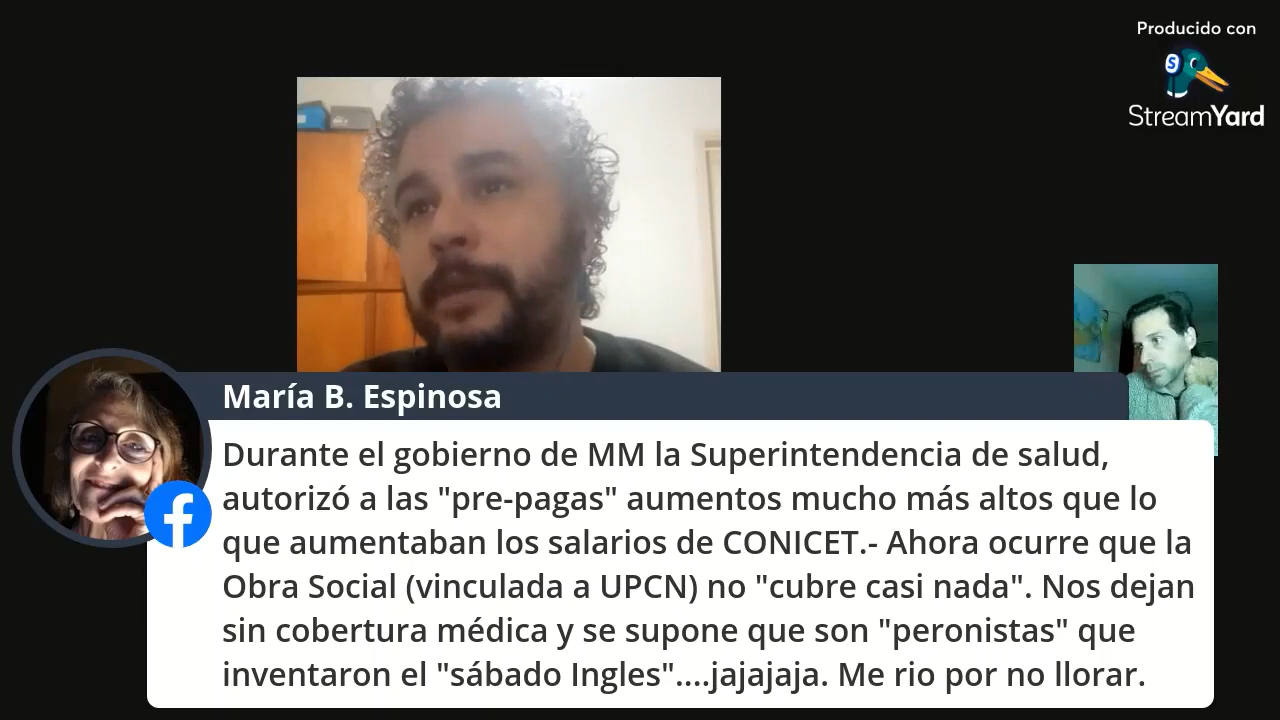 Producido con
StreamYard
María B. Espinosa
Durante el gobierno de MM la Superintendencia de salud,
autorizó a las "pre-pagas" aumentos mucho más altos que lo
que aumentaban los salarios de CONICET.- Ahora ocurre que la
Obra Social (vinculada a UPCN) no "cubre casi nada". Nos dejan
sin cobertura médica y se supone que son "peronistas" que
inventaron el "sábado Ingles"....jajajaja. Me rio por no llorar.